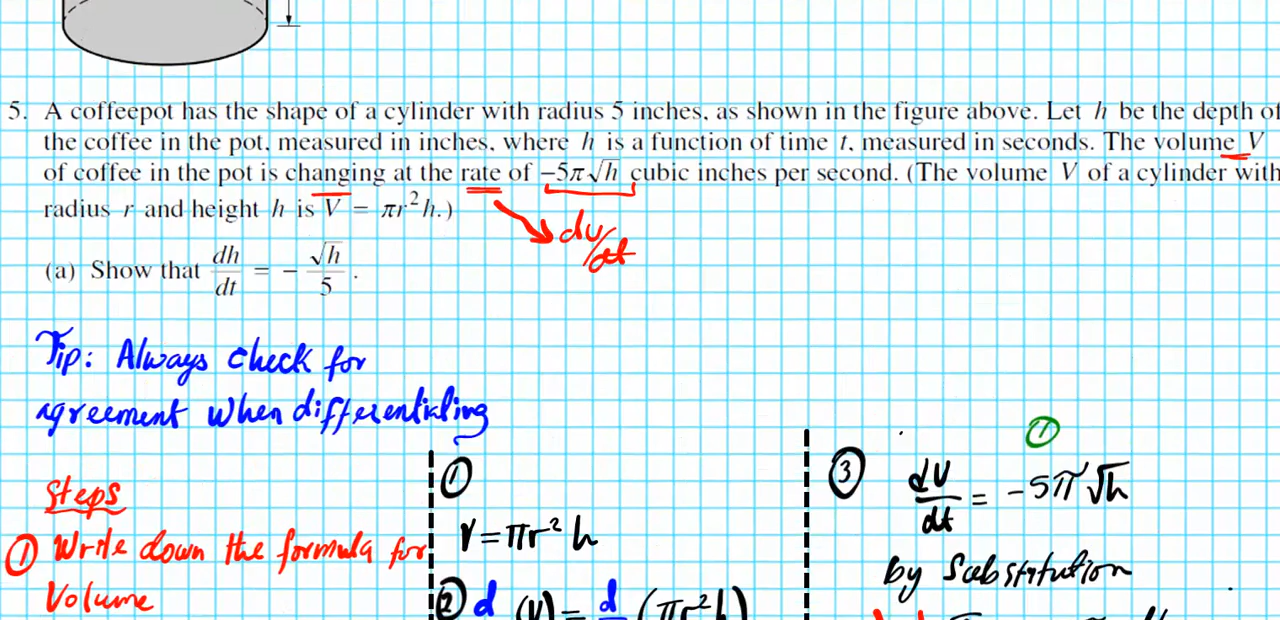 5. A coffeepot has the shape of a cylinder with radius 5 inches, as shown in the figure above. Let h be the depth of
the coffee in the pot, measured in inches, where h is a function of time t, measured in seconds. The volume V
of coffee in the pot is changing at the rate of −5π√h cubic inches per second. (The volume V of a cylinder with
radius r and height h is V = πr²h.)
dv/dt
(a) Show that dh/dt = − √h/5 .
Tip: Always check for
agreement when differentiating
Steps
① Write down the formula for
Volume
①
V = πr² h
② d (V) = d (πr²h)
①
③ dV/dt = -5π √h
by Substitution